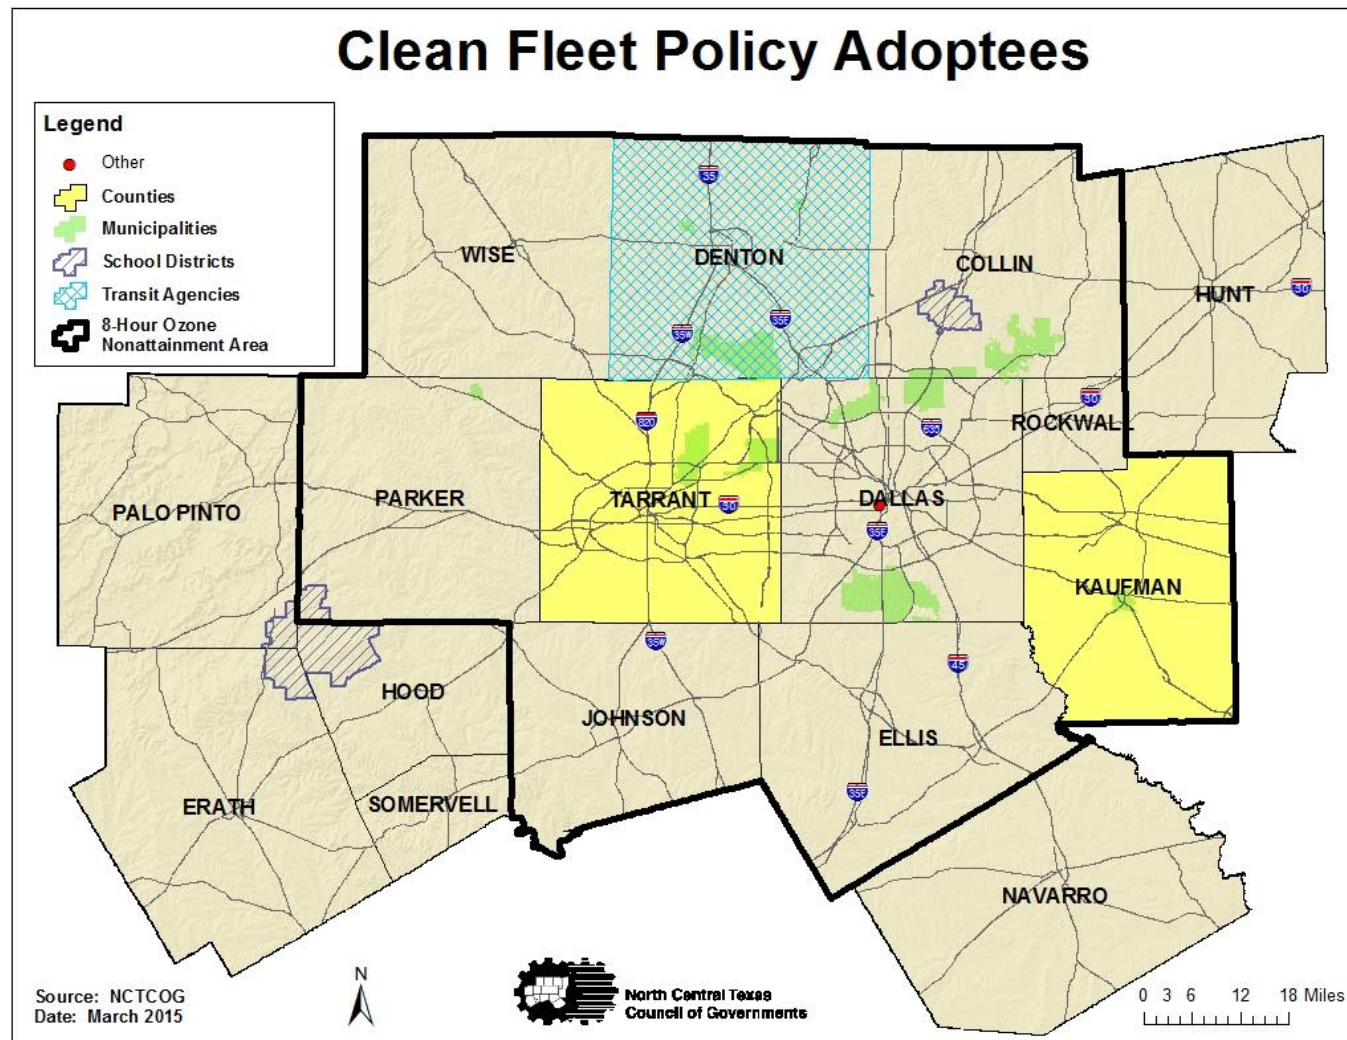 Clean Fleet Policy Adoptees
Legend
Other
Counties
Municipalities
School Districts
Transit Agencies
8-Hour Ozone
Nonattainment Area
35
WISE
DENTON
COLLIN
HUNT
30
35W
35E
820
30
635
ROCKWALL
PALO PINTO
PARKER
TARRANT
30
DALLAS
35E
KAUFMAN
35W
45
HOOD
JOHNSON
ELLIS
35E
ERATH
SOMERVELL
NAVARRO
N
Source: NCTCOG
Date: March 2015
North Central Texas
Council of Governments
0 3 6 12 18 Miles